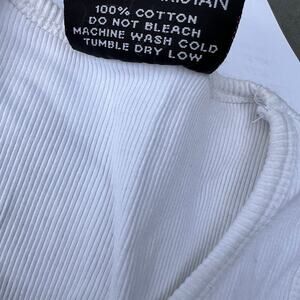 100% COTTON
DO NOT BLEACH
MACHINE WASH COLD
TUMBLE DRY LOW